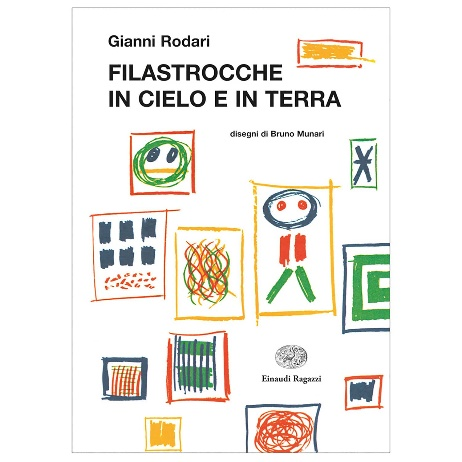 Gianni Rodari
FILASTROCCHE
IN CIELO E IN TERRA
disegni di Bruno Munari
Einaudi Ragazzi